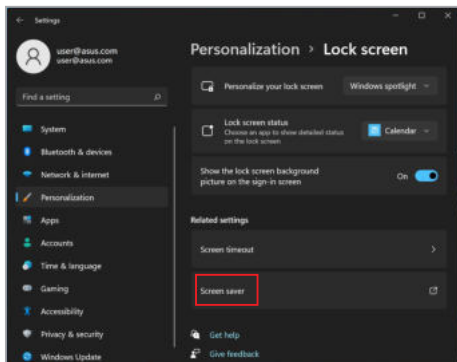 Settings
user@asus.com
user@asus.com
Find a setting
System
Bluetooth & devices
Network & internet
Personalization
Apps
Accounts
Time & language
Gaming
Accessibility
Privacy & security
Windows Update
Personalization > Lock screen
Personalize your lock screen
Windows spotlight
Lock screen status
Choose an app to show detailed status
on the lock screen
Calendar
Show the lock screen background
picture on the sign-in screen
On
Related settings
Screen timeout
Screen saver
Get help
Give feedback